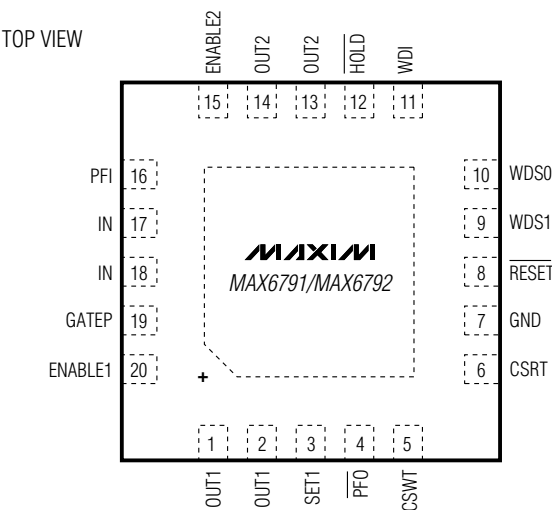 TOP VIEW
ENABLE2
OUT2
OUT2
HOLD
WDI
15
14
13
12
11
PFI 16
IN 17
IN 18
GATEP 19
ENABLE1 20
10 WDS0
9 WDS1
8 RESET
7 GND
6 CSRT
MAXIM
MAX6791/MAX6792
+
1
2
3
4
5
OUT1
OUT1
SET1
PFO
CSWT